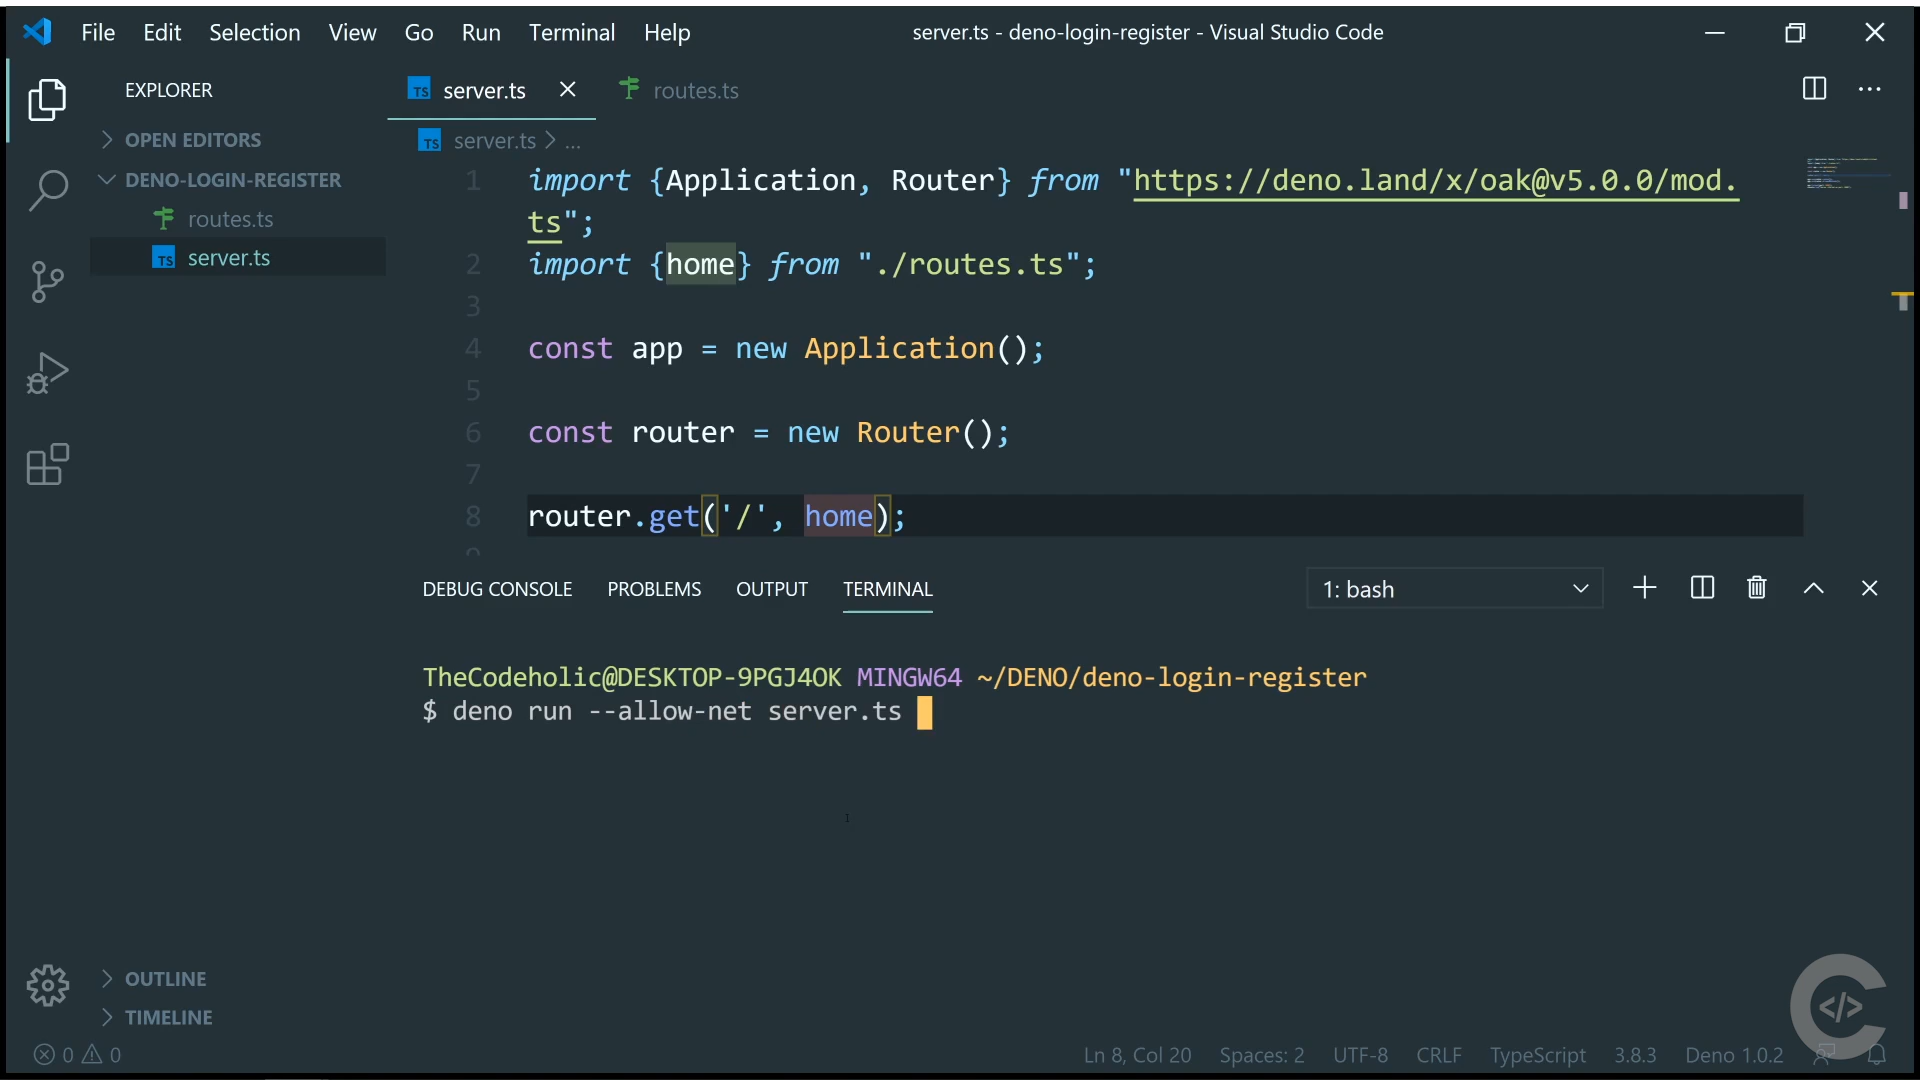 File Edit Selection View Go Run Terminal Help
server.ts - deno-login-register - Visual Studio Code
EXPLORER
OPEN EDITORS
DENO-LOGIN-REGISTER
routes.ts
TS server.ts
TS server.ts
routes.ts
TS server.ts > ...
1 import {Application, Router} from "https://deno.land/x/oak@v5.0.0/mod.
ts";
2 import {home} from "./routes.ts";
3
4 const app = new Application();
5
6 const router = new Router();
7
8 router.get('/', home);
9
DEBUG CONSOLE PROBLEMS OUTPUT TERMINAL
1: bash
TheCodeholic@DESKTOP-9PGJ4OK MINGW64 ~/DENO/deno-login-register
$ deno run --allow-net server.ts
OUTLINE
TIMELINE
0 0
Ln 8, Col 20 Spaces: 2 UTF-8 CRLF TypeScript 3.8.3 Deno 1.0.2
C </>